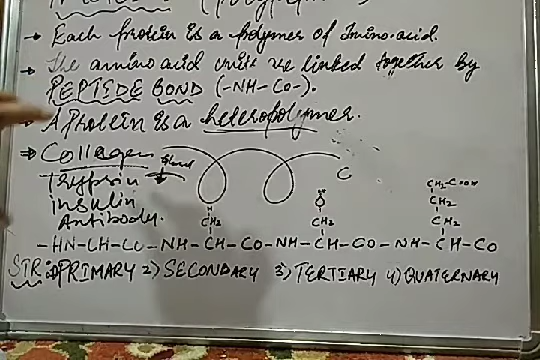 → Each protein is a polymer of Amino acid.
→ The amino acid units are linked together by
PEPTEDE BOND (-NH-CO-).
→ A Protein is a heteropolymer.
→ Collagen
Trypsin
insulin
Antibody.
C
CH₂-COOH
CH₂ CH₂ CH₂
-HN-CH-CO-NH-CH-CO-NH-CH-CO-NH-CH-CO
STR:1)PRIMARY 2) SECONDARY 3) TERTIARY 4) QUATERNARY